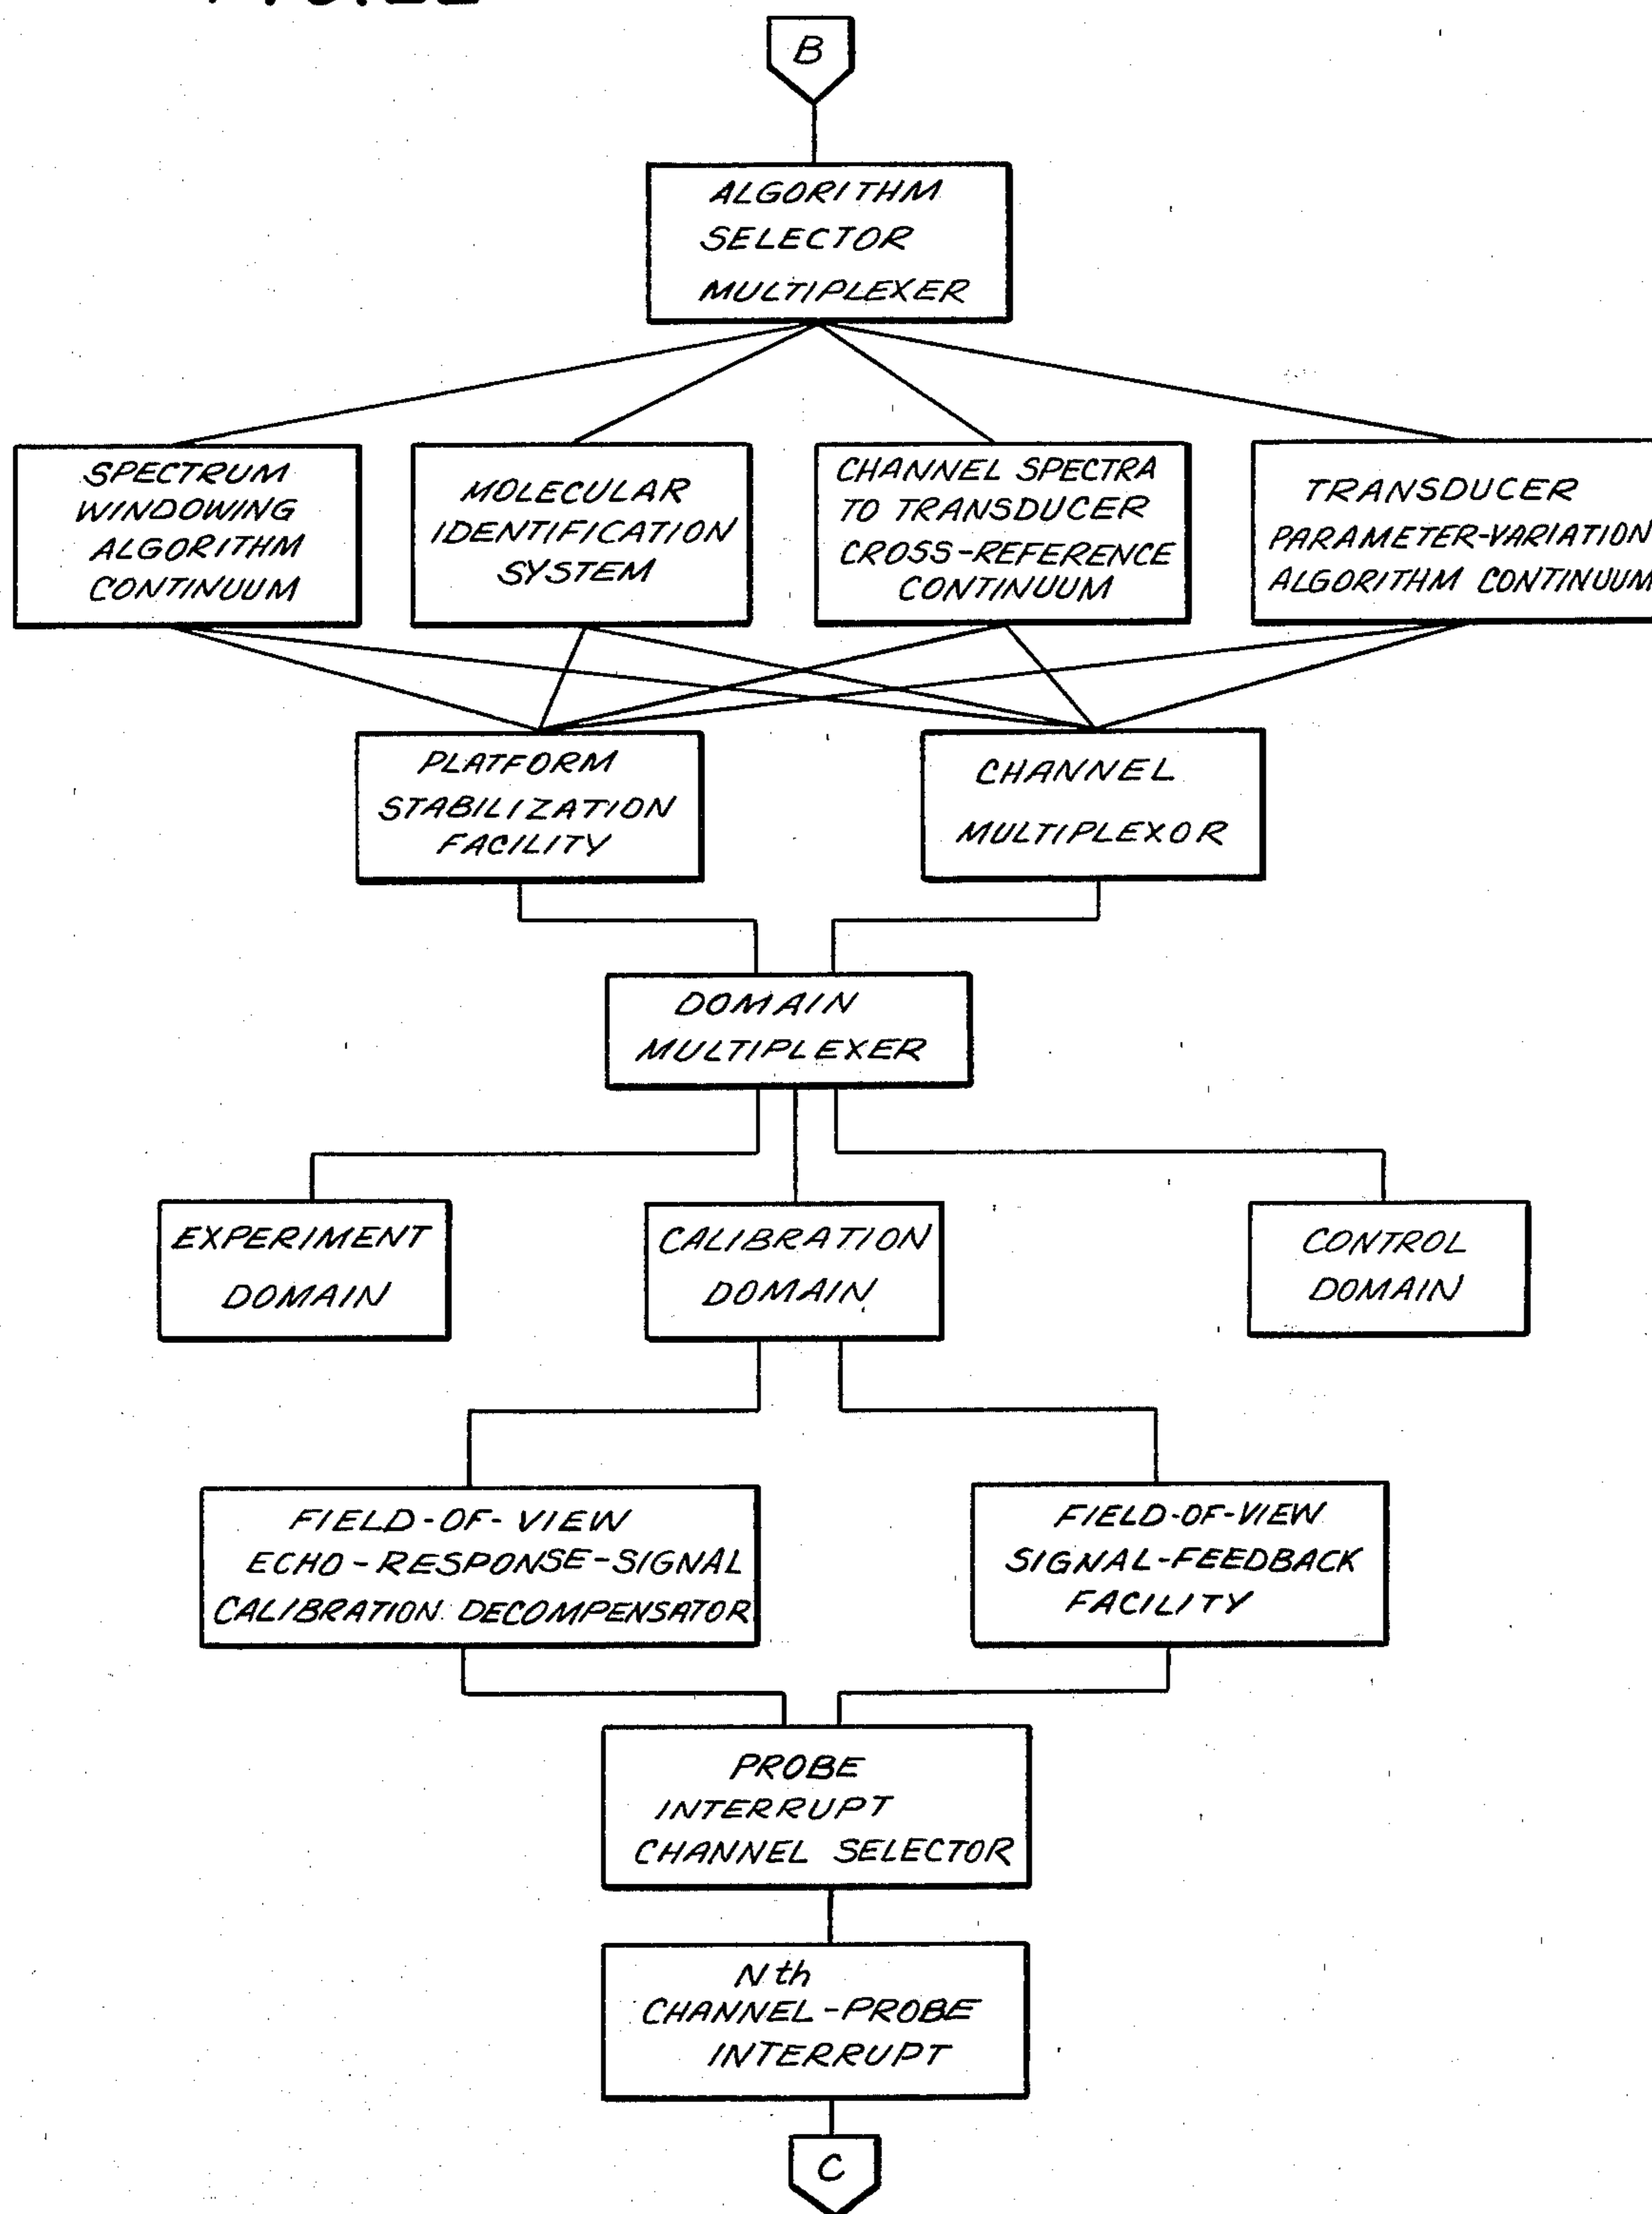 B
ALGORITHM
SELECTOR
MULTIPLEXER
SPECTRUM
WINDOWING
ALGORITHM
CONTINUUM
MOLECULAR
IDENTIFICATION
SYSTEM
CHANNEL SPECTRA
TO TRANSDUCER
CROSS-REFERENCE
CONTINUUM
TRANSDUCER
PARAMETER-VARIATION
ALGORITHM CONTINUUM
PLATFORM
STABILIZATION
FACILITY
CHANNEL
MULTIPLEXOR
DOMAIN
MULTIPLEXER
EXPERIMENT
DOMAIN
CALIBRATION
DOMAIN
CONTROL
DOMAIN
FIELD-OF-VIEW
ECHO-RESPONSE-SIGNAL
CALIBRATION DECOMPENSATOR
FIELD-OF-VIEW
SIGNAL-FEEDBACK
FACILITY
PROBE
INTERRUPT
CHANNEL SELECTOR
Nth
CHANNEL-PROBE
INTERRUPT
C